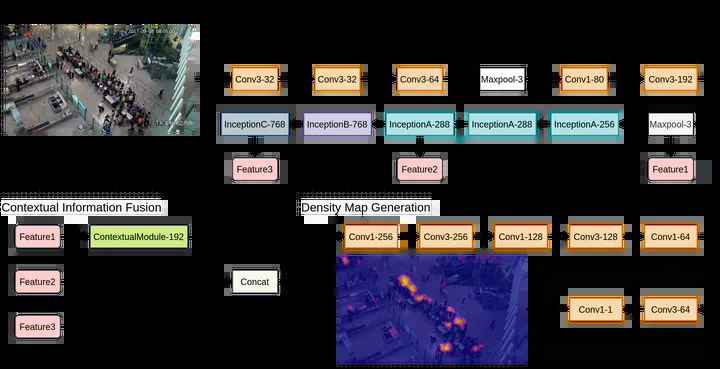 Conv3-32
Conv3-32
Conv3-64
Maxpool-3
Conv1-80
Conv3-192
InceptionC-768
InceptionB-768
InceptionA-288
InceptionA-288
InceptionA-256
Maxpool-3
Feature3
Feature2
Feature1
Contextual Information Fusion
Density Map Generation
Feature1
ContextualModule-192
Conv1-256
Conv3-256
Conv1-128
Conv3-128
Conv1-64
Feature2
Concat
Conv1-1
Conv3-64
Feature3